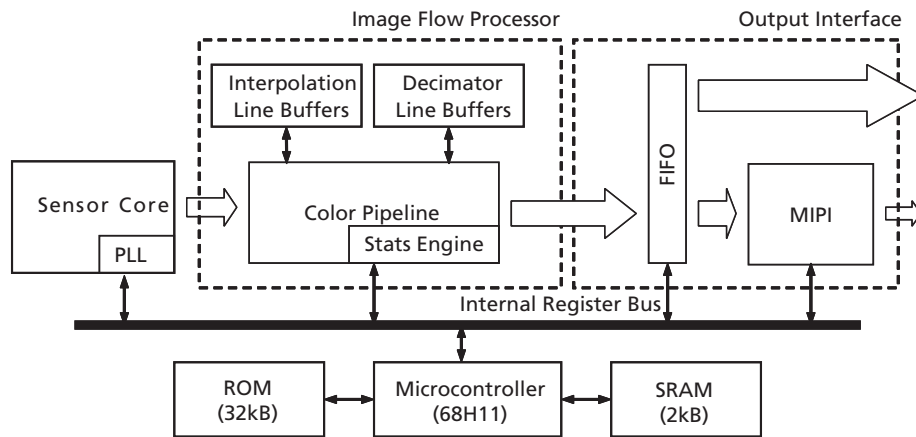 Image Flow Processor
Output Interface
Interpolation
Line Buffers
Decimator
Line Buffers
Sensor Core
PLL
Color Pipeline
Stats Engine
FIFO
MIPI
Internal Register Bus
ROM
(32kB)
Microcontroller
(68H11)
SRAM
(2kB)